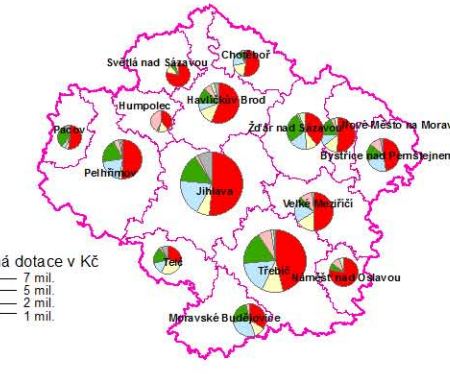 Chotěboř
Světlá nad Sázavou
Havlíčkův Brod
Humpolec
Pacov
Žďár nad Sázavou
Nové Město na Morav
Bystřice nad Pernštejnem
Pelhřimov
Jihlava
Velké Meziříčí
Telč
Třebíč
Náměšť nad Oslavou
Moravské Budějovice
á dotace v Kč
7 mil.
5 mil.
2 mil.
1 mil.